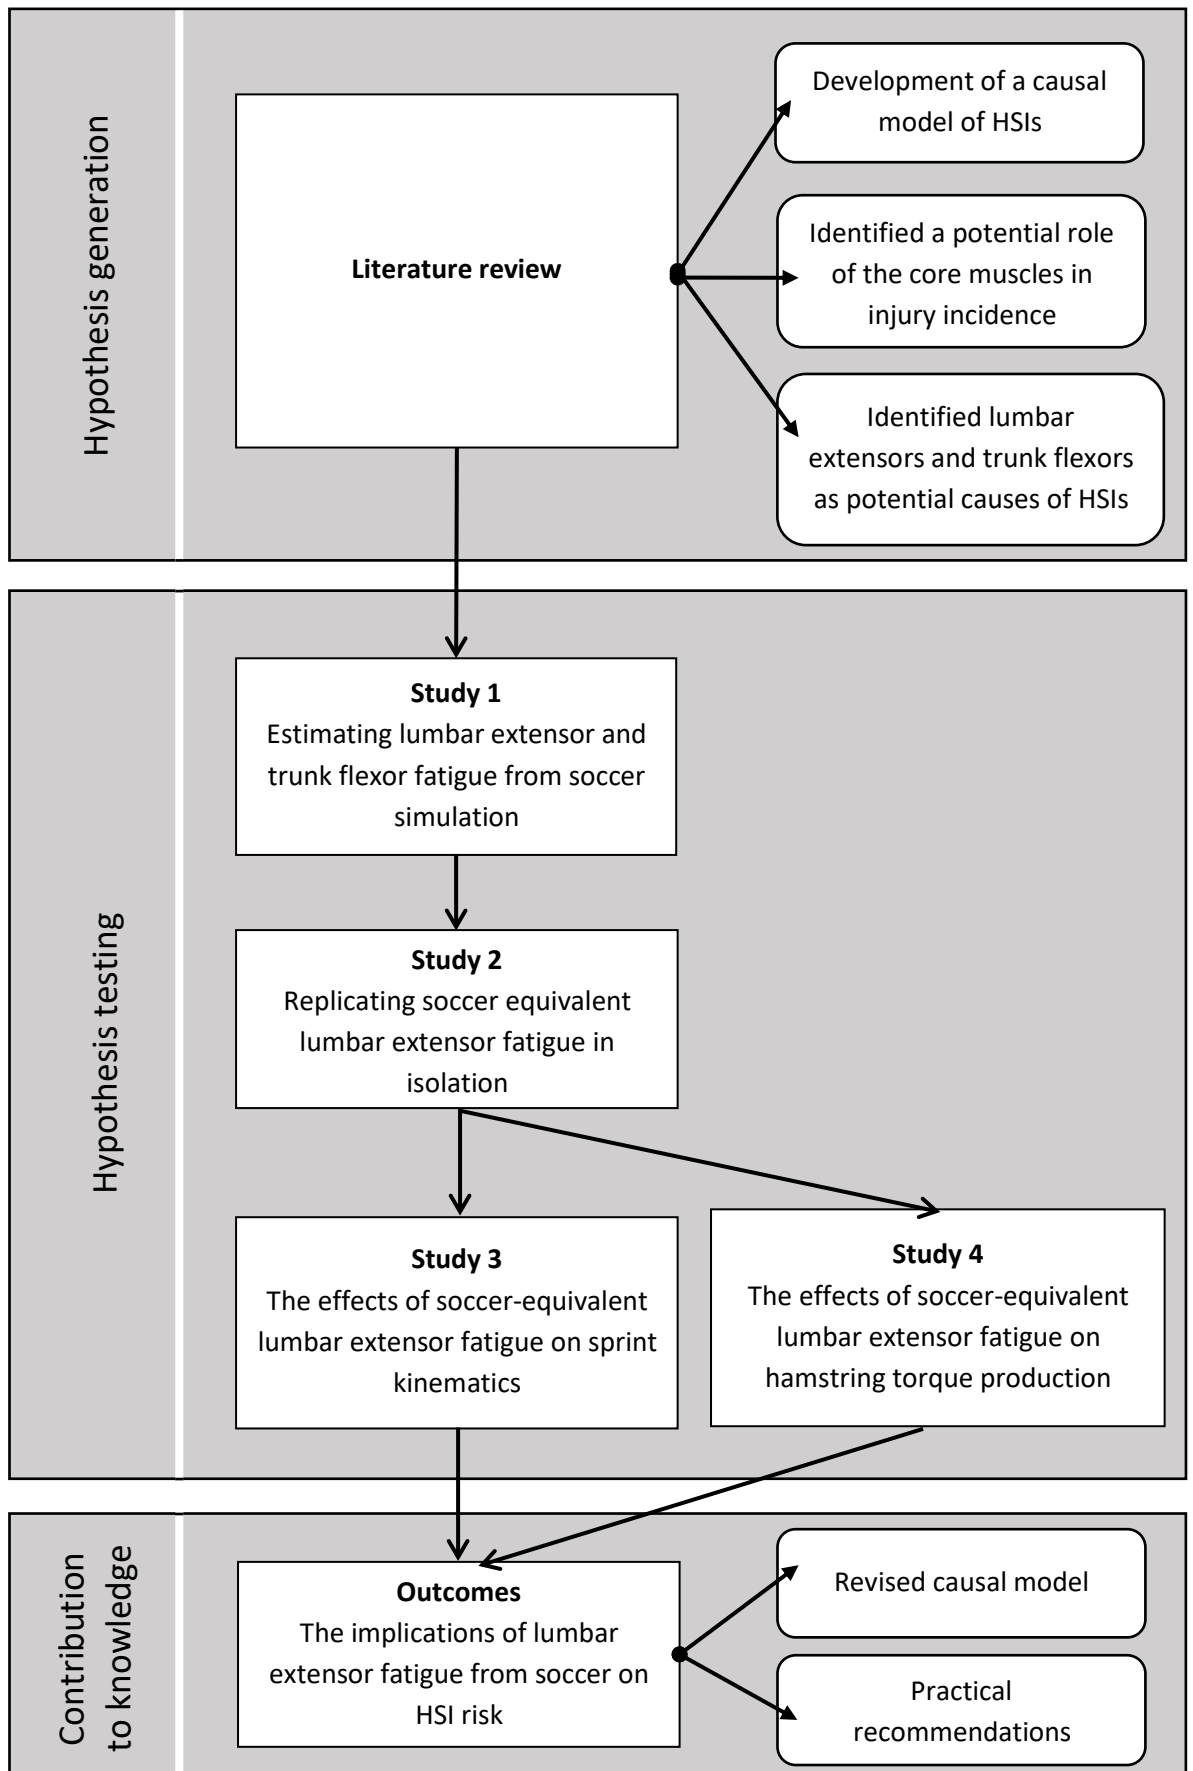 Hypothesis generation
Literature review
Development of a causal
model of HSIs
Identified a potential role
of the core muscles in
injury incidence
Identified lumbar
extensors and trunk flexors
as potential causes of HSIs
Hypothesis testing
Study 1
Estimating lumbar extensor and
trunk flexor fatigue from soccer
simulation
Study 2
Replicating soccer equivalent
lumbar extensor fatigue in
isolation
Study 3
The effects of soccer-equivalent
lumbar extensor fatigue on sprint
kinematics
Study 4
The effects of soccer-equivalent
lumbar extensor fatigue on
hamstring torque production
Contribution
to knowledge
Outcomes
The implications of lumbar
extensor fatigue from soccer on
HSI risk
Revised causal model
Practical
recommendations